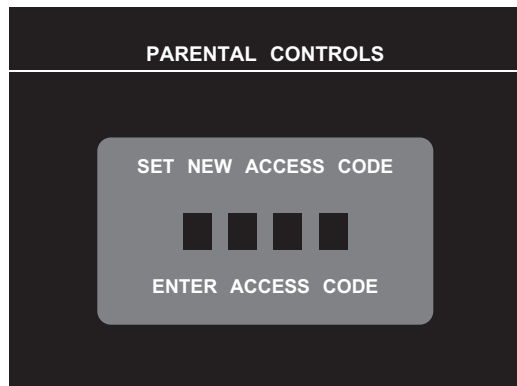 PARENTAL CONTROLS
SET NEW ACCESS CODE
ENTER ACCESS CODE